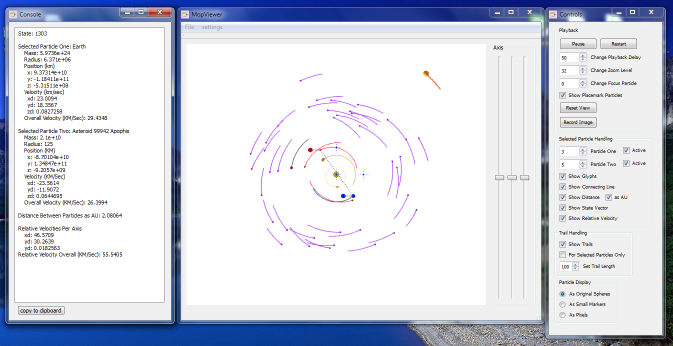 Console
State: 1303
Selected Particle One: Earth
Mass: 5.9736e+24
Radius: 6.371e+06
Position (km)
x: 9.37314e+10
y: -1.18411e+11
z: -5.31511e+08
Velocity (km/sec)
xd: 23.0094
yd: 18.3567
zd: 0.0827258
Overall Velocity (KM/Sec): 29.4348
Selected Particle Two: Asteroid 99942 Apophis
Mass: 2.1e+10
Radius: 125
Position (KM)
x: -8.70104e+10
y: 1.34847e+11
z: -9.2057e+09
Velocity (KM/Sec)
xd: -23.5614
yd: -11.9072
zd: 0.0644695
Overall Velocity (KM/Sec): 26.3994
Distance Between Particles as AU: 2.08064
Relative Velocities Per Axis
xd: 46.5709
yd: 30.2639
yd: 0.0182563
Relative Velocity Overall (KM/Sec): 55.5405
copy to clipboard
MopViewer
File settings
Axis
Controls
Playback
Pause Restart
50 Change Playback Delay
32 Change Zoom Level
0 Change Focus Particle
Show Placemark Particles
Reset View
Record Image
Selected Particle Handling
3 Particle One Active
5 Particle Two Active
Show Glyphs
Show Connecting Line
Show Distance as AU
Show State Vector
Show Relative Velocity
Trail Handling
Show Trails
For Selected Particles Only
100 Set Trail Length
Particle Display
As Original Spheres
As Small Markers
As Pixels